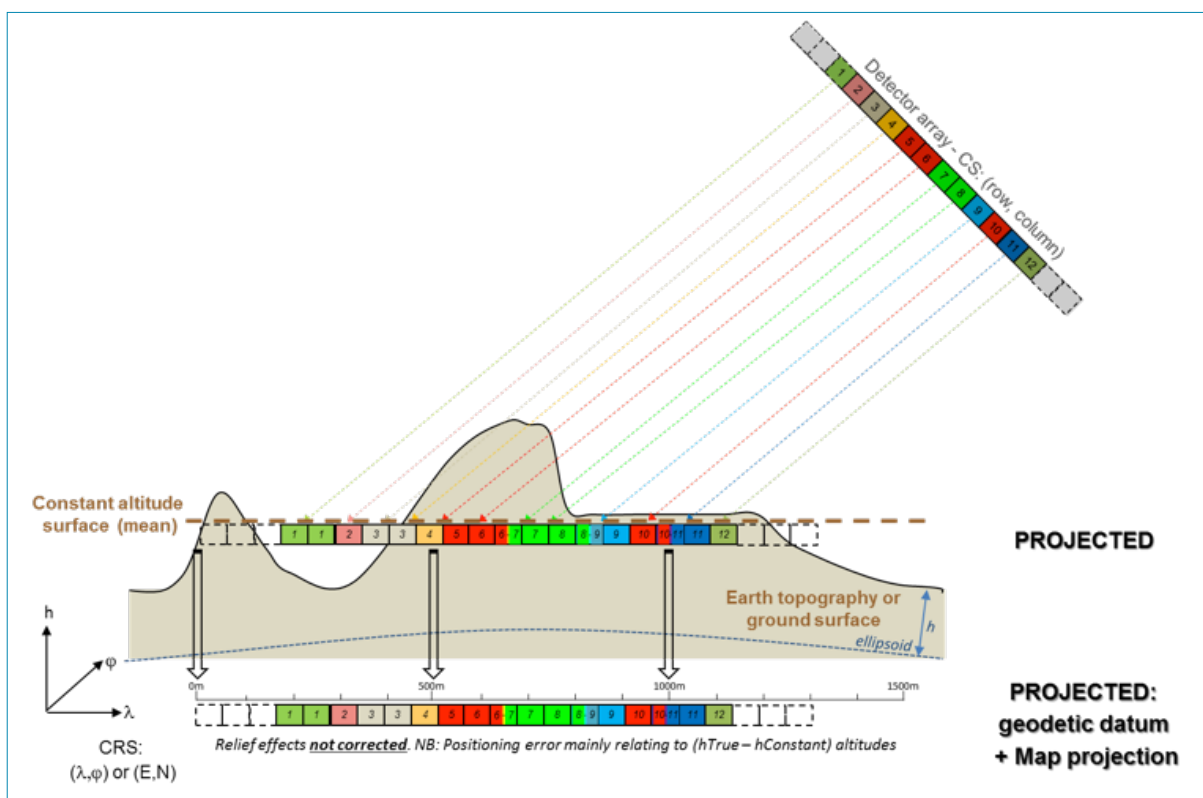 Detector array - CS: (row, column)
1 2 3 4 5 6 7 8 9 10 11 12
Constant altitude
surface (mean)
1 1 2 3 3 4 5 6 6 7 7 8 8 9 9 10 10 11 11 12
PROJECTED
Earth topography or
ground surface
h
ellipsoid
h
φ
λ
0m 500m 1000m 1500m
1 1 2 3 3 4 5 6 6 7 7 8 8 9 9 10 10 11 11 12
PROJECTED:
geodetic datum
+ Map projection
CRS:
(λ,φ) or (E,N)
Relief effects not corrected. NB: Positioning error mainly relating to (hTrue – hConstant) altitudes